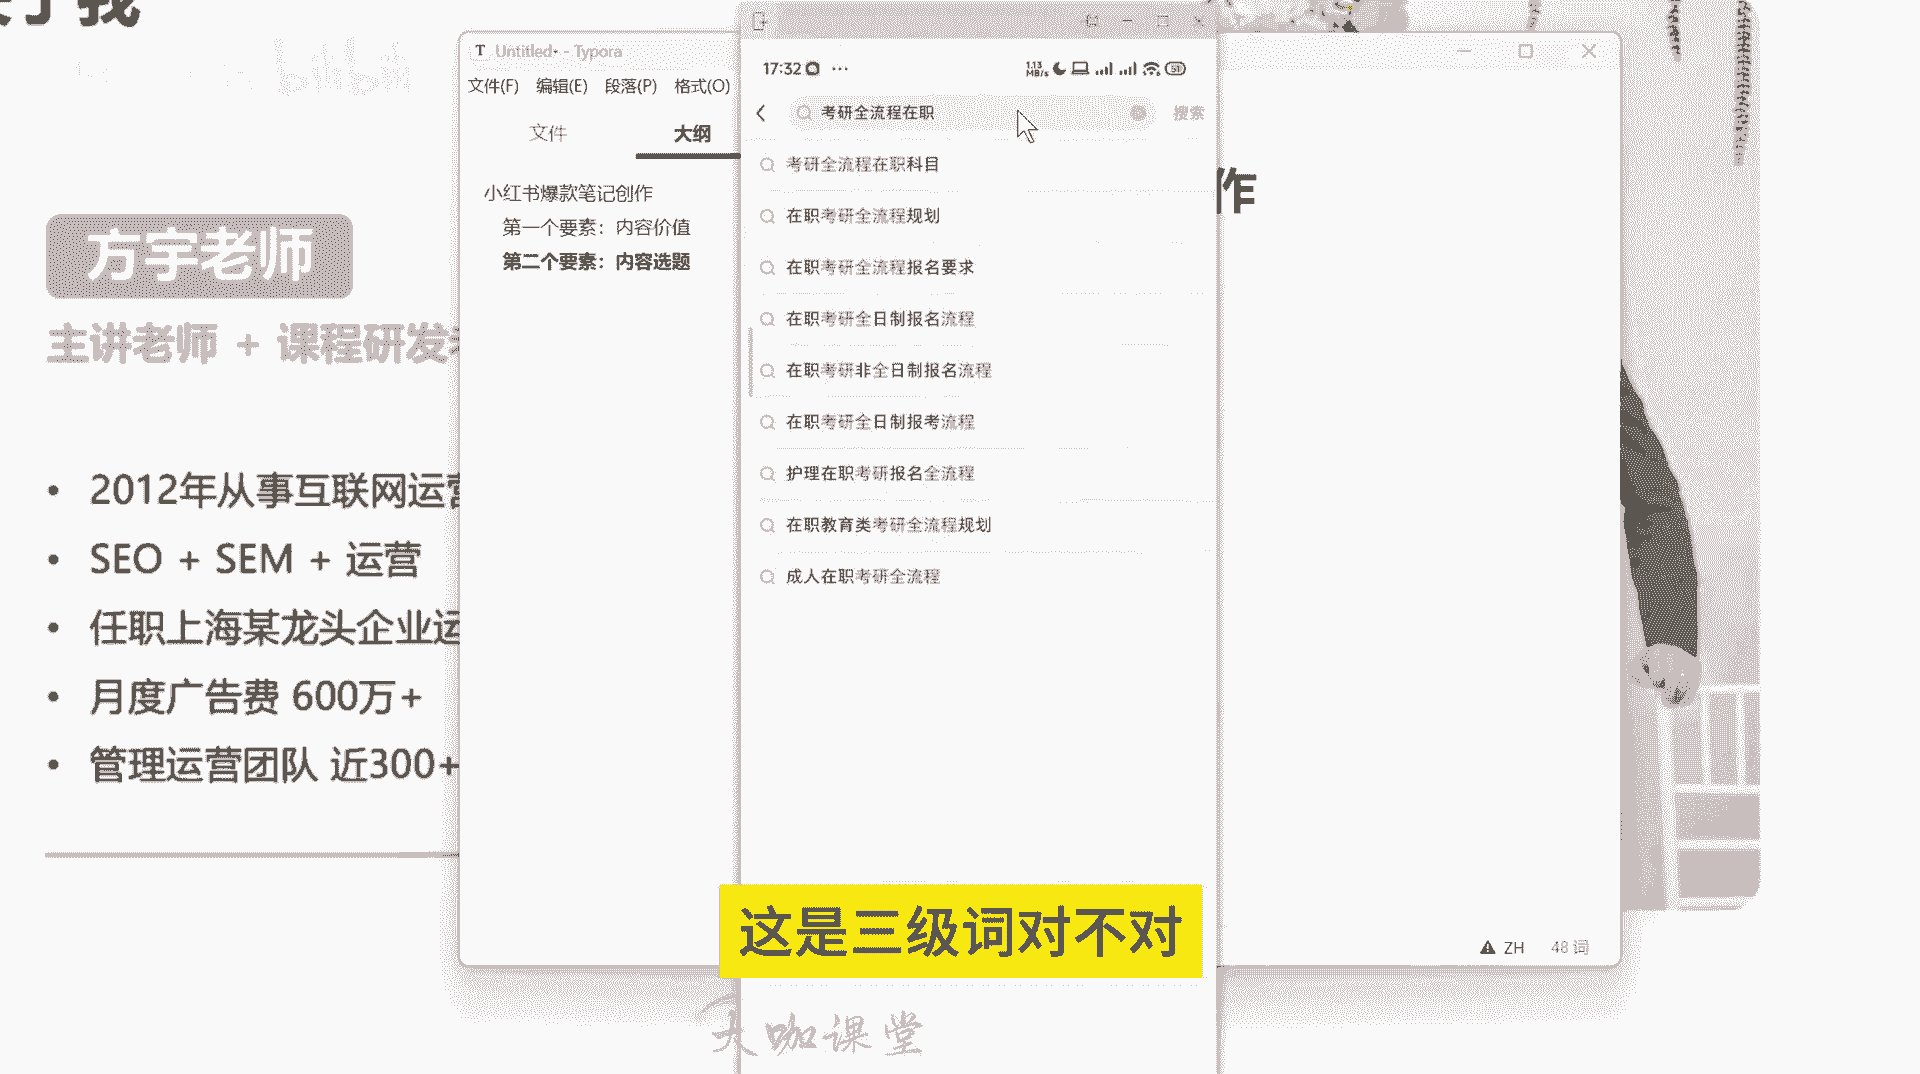 bilibili
方宇老师
主讲老师 + 课程研发
2012年从事互联网运营
SEO + SEM + 运营
任职上海某龙头企业运
月度广告费 600万+
管理运营团队 近300+
Untitled• - Typora
文件(F) 编辑(E) 段落(P) 格式(O)
文件 大纲
小红书爆款笔记创作
第一个要素：内容价值
第二个要素：内容选题
17:32 ...
1.13 MB/s
51
考研全流程在职 搜索
考研全流程在职科目
在职考研全流程规划
在职考研全流程报名要求
在职考研全日制报名流程
在职考研非全日制报名流程
在职考研全日制报考流程
护理在职考研报名全流程
在职教育类考研全流程规划
成人在职考研全流程
作
ZH 48 词
这是三级词对不对
大咖课堂